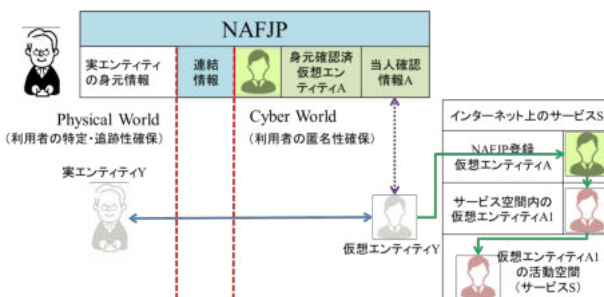 NAFJP
実エンティティ
の身元情報
連結
情報
身元確認済
仮想エン
ティティA
当人確認
情報A
Physical World
(利用者の特定・追跡性確保)
Cyber World
(利用者の匿名性確保)
実エンティティY
仮想エンティティY
インターネット上のサービスS
NAFJP登録
仮想エンティティA
サービス空間内の
仮想エンティティA1
仮想エンティティA1
の活動空間
(サービスS)